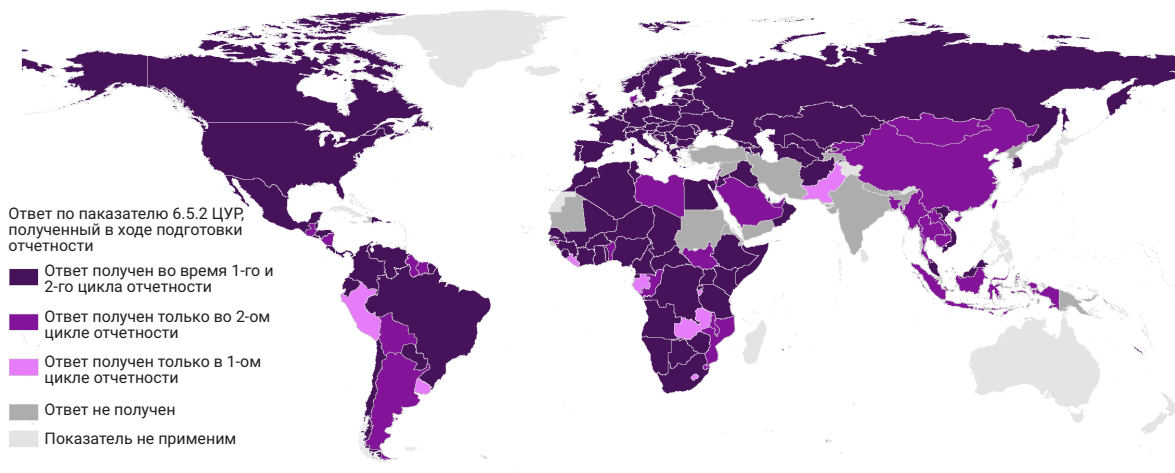 Ответ по паказателю 6.5.2 ЦУР,
полученный в ходе подготовки
отчетности
Ответ получен во время 1-го и
2-го цикла отчетности
Ответ получен только во 2-ом
цикле отчетности
Ответ получен только в 1-ом
цикле отчетности
Ответ не получен
Показатель не применим